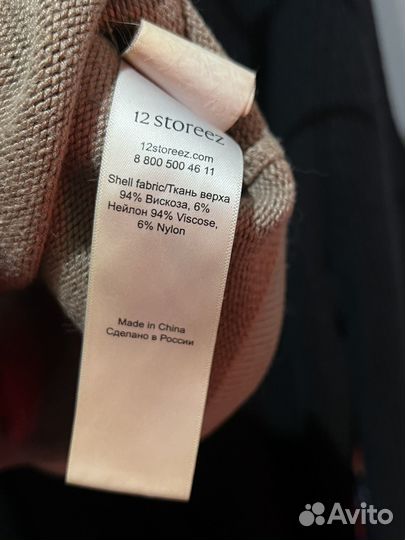 12 storeez
12storeez.com
8 800 500 46 11
Shell fabric/Ткань верха
94% Вискоза, 6%
Нейлон 94% Viscose,
6% Nylon
Made in China
Сделано в России
Avito